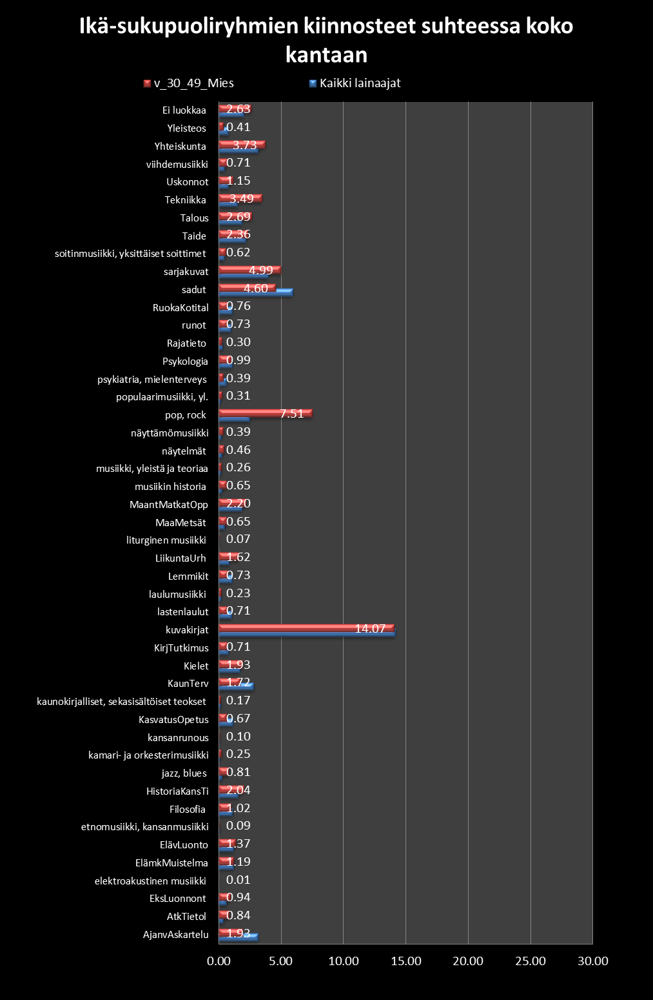 Ikä-sukupuoliryhmien kiinnosteet suhteessa koko
kantaan
v_30_49_Mies Kaikki lainaajat
Ei luokkaa 2.63
Yleisteos 0.41
Yhteiskunta 3.73
viihdemusiikki 0.71
Uskonnot 1.15
Tekniikka 3.49
Talous 2.69
Taide 2.36
soitinmusiikki, yksittäiset soittimet 0.62
sarjakuvat 4.99
sadut 4.60
RuokaKotital 0.76
runot 0.73
Rajatieto 0.30
Psykologia 0.99
psykiatria, mielenterveys 0.39
populaarimusiikki, yl. 0.31
pop, rock 7.51
näyttämömusiikki 0.39
näytelmät 0.46
musiikki, yleistä ja teoriaa 0.26
musiikin historia 0.65
MaantMatkatOpp 2.20
MaaMetsät 0.65
liturginen musiikki 0.07
LiikuntaUrh 1.62
Lemmikit 0.73
laulumusiikki 0.23
lastenlaulut 0.71
kuvakirjat 14.07
KirjTutkimus 0.71
Kielet 1.93
KaunTerv 1.72
kaunokirjalliset, sekasisältöiset teokset 0.17
KasvatusOpetus 0.67
kansanrunous 0.10
kamari- ja orkesterimusiikki 0.25
jazz, blues 0.81
HistoriaKansTi 2.04
Filosofia 1.02
etnomusiikki, kansanmusiikki 0.09
ElävLuonto 1.37
ElämkMuistelma 1.19
elektroakustinen musiikki 0.01
EksLuonnont 0.94
AtkTietol 0.84
AjanvAskartelu 1.93
0.00 5.00 10.00 15.00 20.00 25.00 30.00